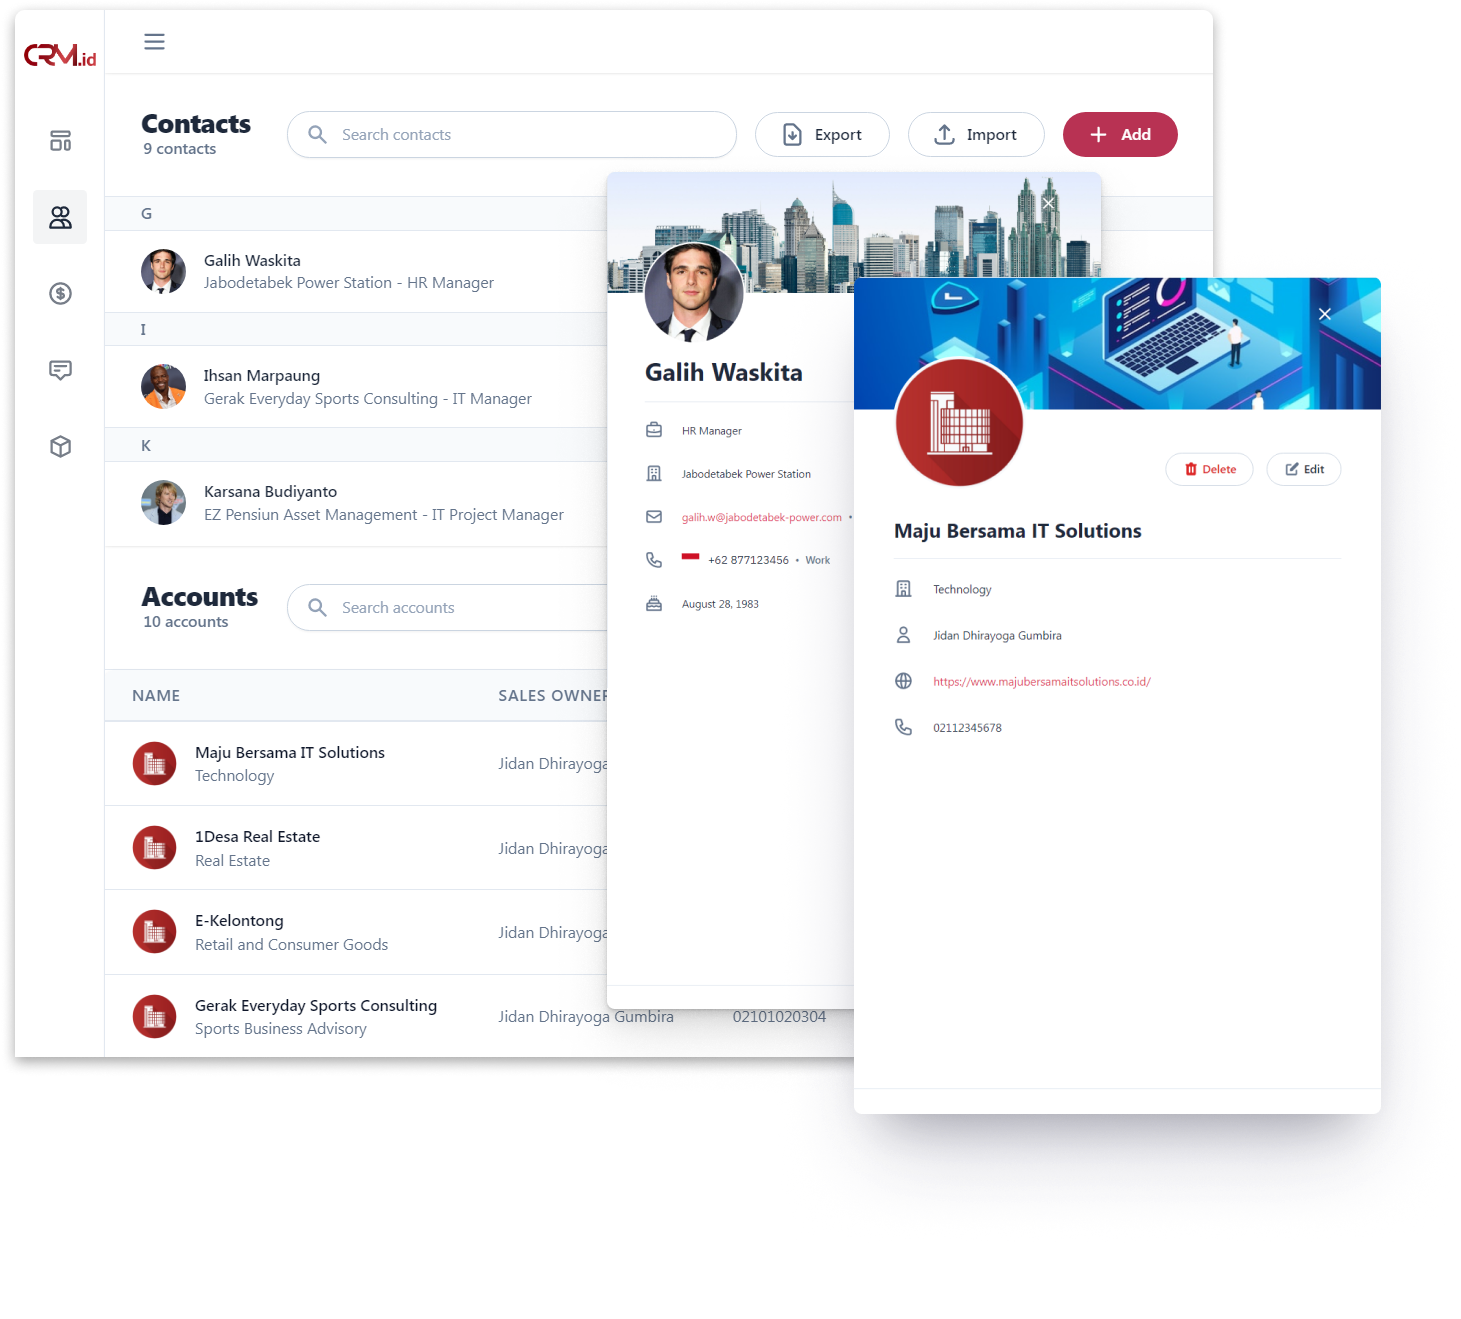 CRM.id
Contacts
9 contacts
Search contacts
Export
Import
Add
G
Galih Waskita
Jabodetabek Power Station - HR Manager
I
Ihsan Marpaung
Gerak Everyday Sports Consulting - IT Manager
K
Karsana Budiyanto
EZ Pensiun Asset Management - IT Project Manager
Accounts
10 accounts
Search accounts
NAME
SALES OWNER
Maju Bersama IT Solutions
Technology
Jidan Dhirayoga
1Desa Real Estate
Real Estate
Jidan Dhirayoga
E-Kelontong
Retail and Consumer Goods
Jidan Dhirayoga
Gerak Everyday Sports Consulting
Sports Business Advisory
Jidan Dhirayoga Gumbira
02101020304
Galih Waskita
HR Manager
Jabodetabek Power Station
galih.w@jabodetabek-power.com •
+62 877123456 • Work
August 28, 1983
Delete
Edit
Maju Bersama IT Solutions
Technology
Jidan Dhirayoga Gumbira
https://www.majubersamaitsolutions.co.id/
02112345678